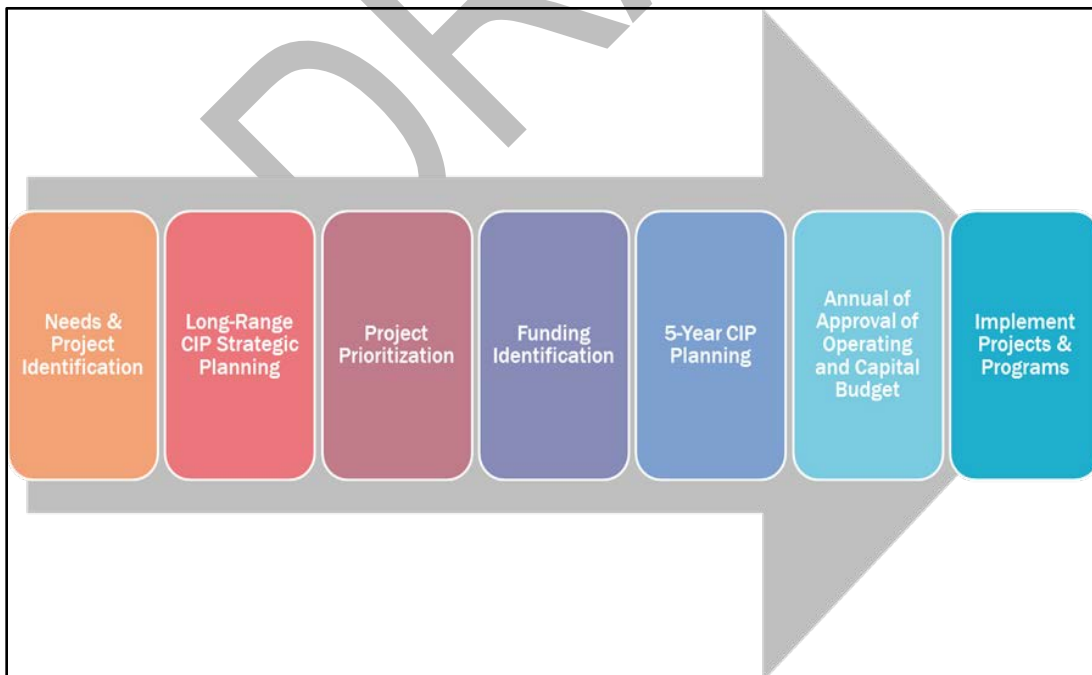 Needs &
Project
Identification
Long-Range
CIP Strategic
Planning
Project
Prioritization
Funding
Identification
5-Year CIP
Planning
Annual of
Approval of
Operating
and Capital
Budget
Implement
Projects &
Programs